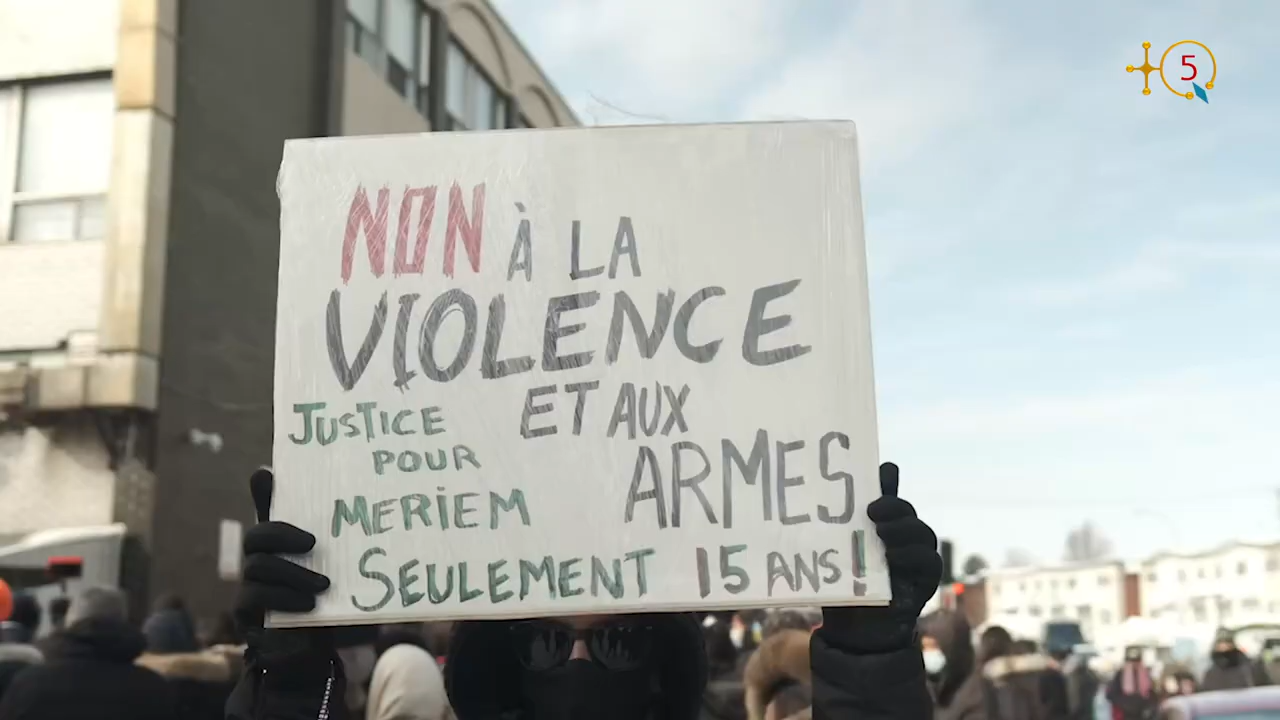 5
NON À LA
VIOLENCE
ET AUX
ARMES
JUSTICE
POUR
MERIEM
SEULEMENT 15 ANS!